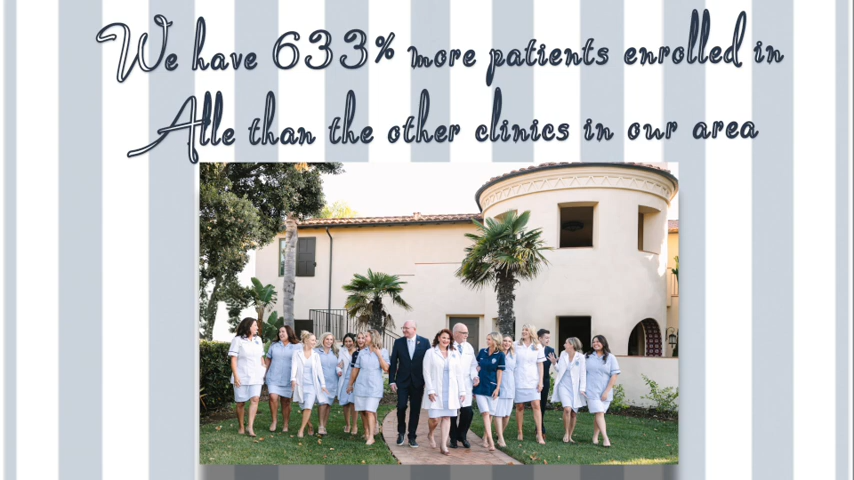 We have 633% more patients enrolled in
Alle than the other clinics in our area